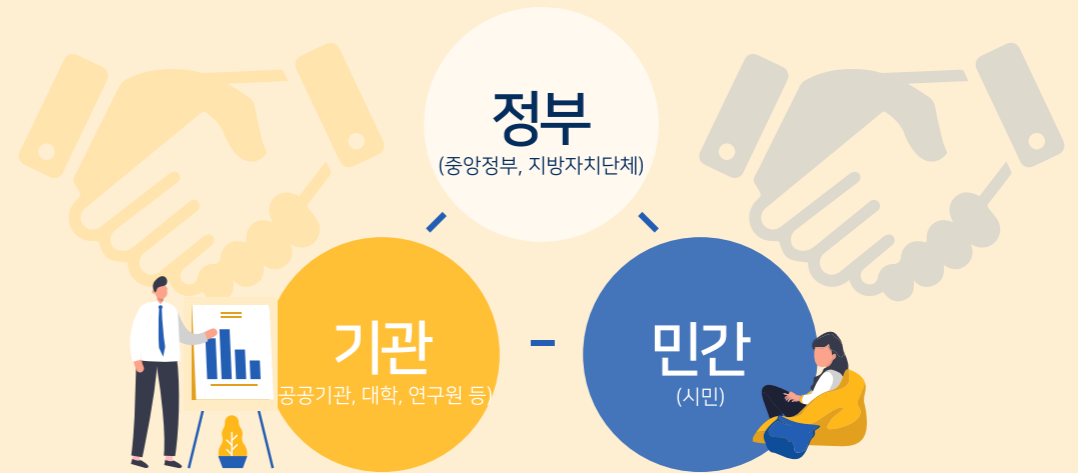 정부
(중앙정부, 지방자치단체)
기관
공공기관, 대학, 연구원 등)
민간
(시민)